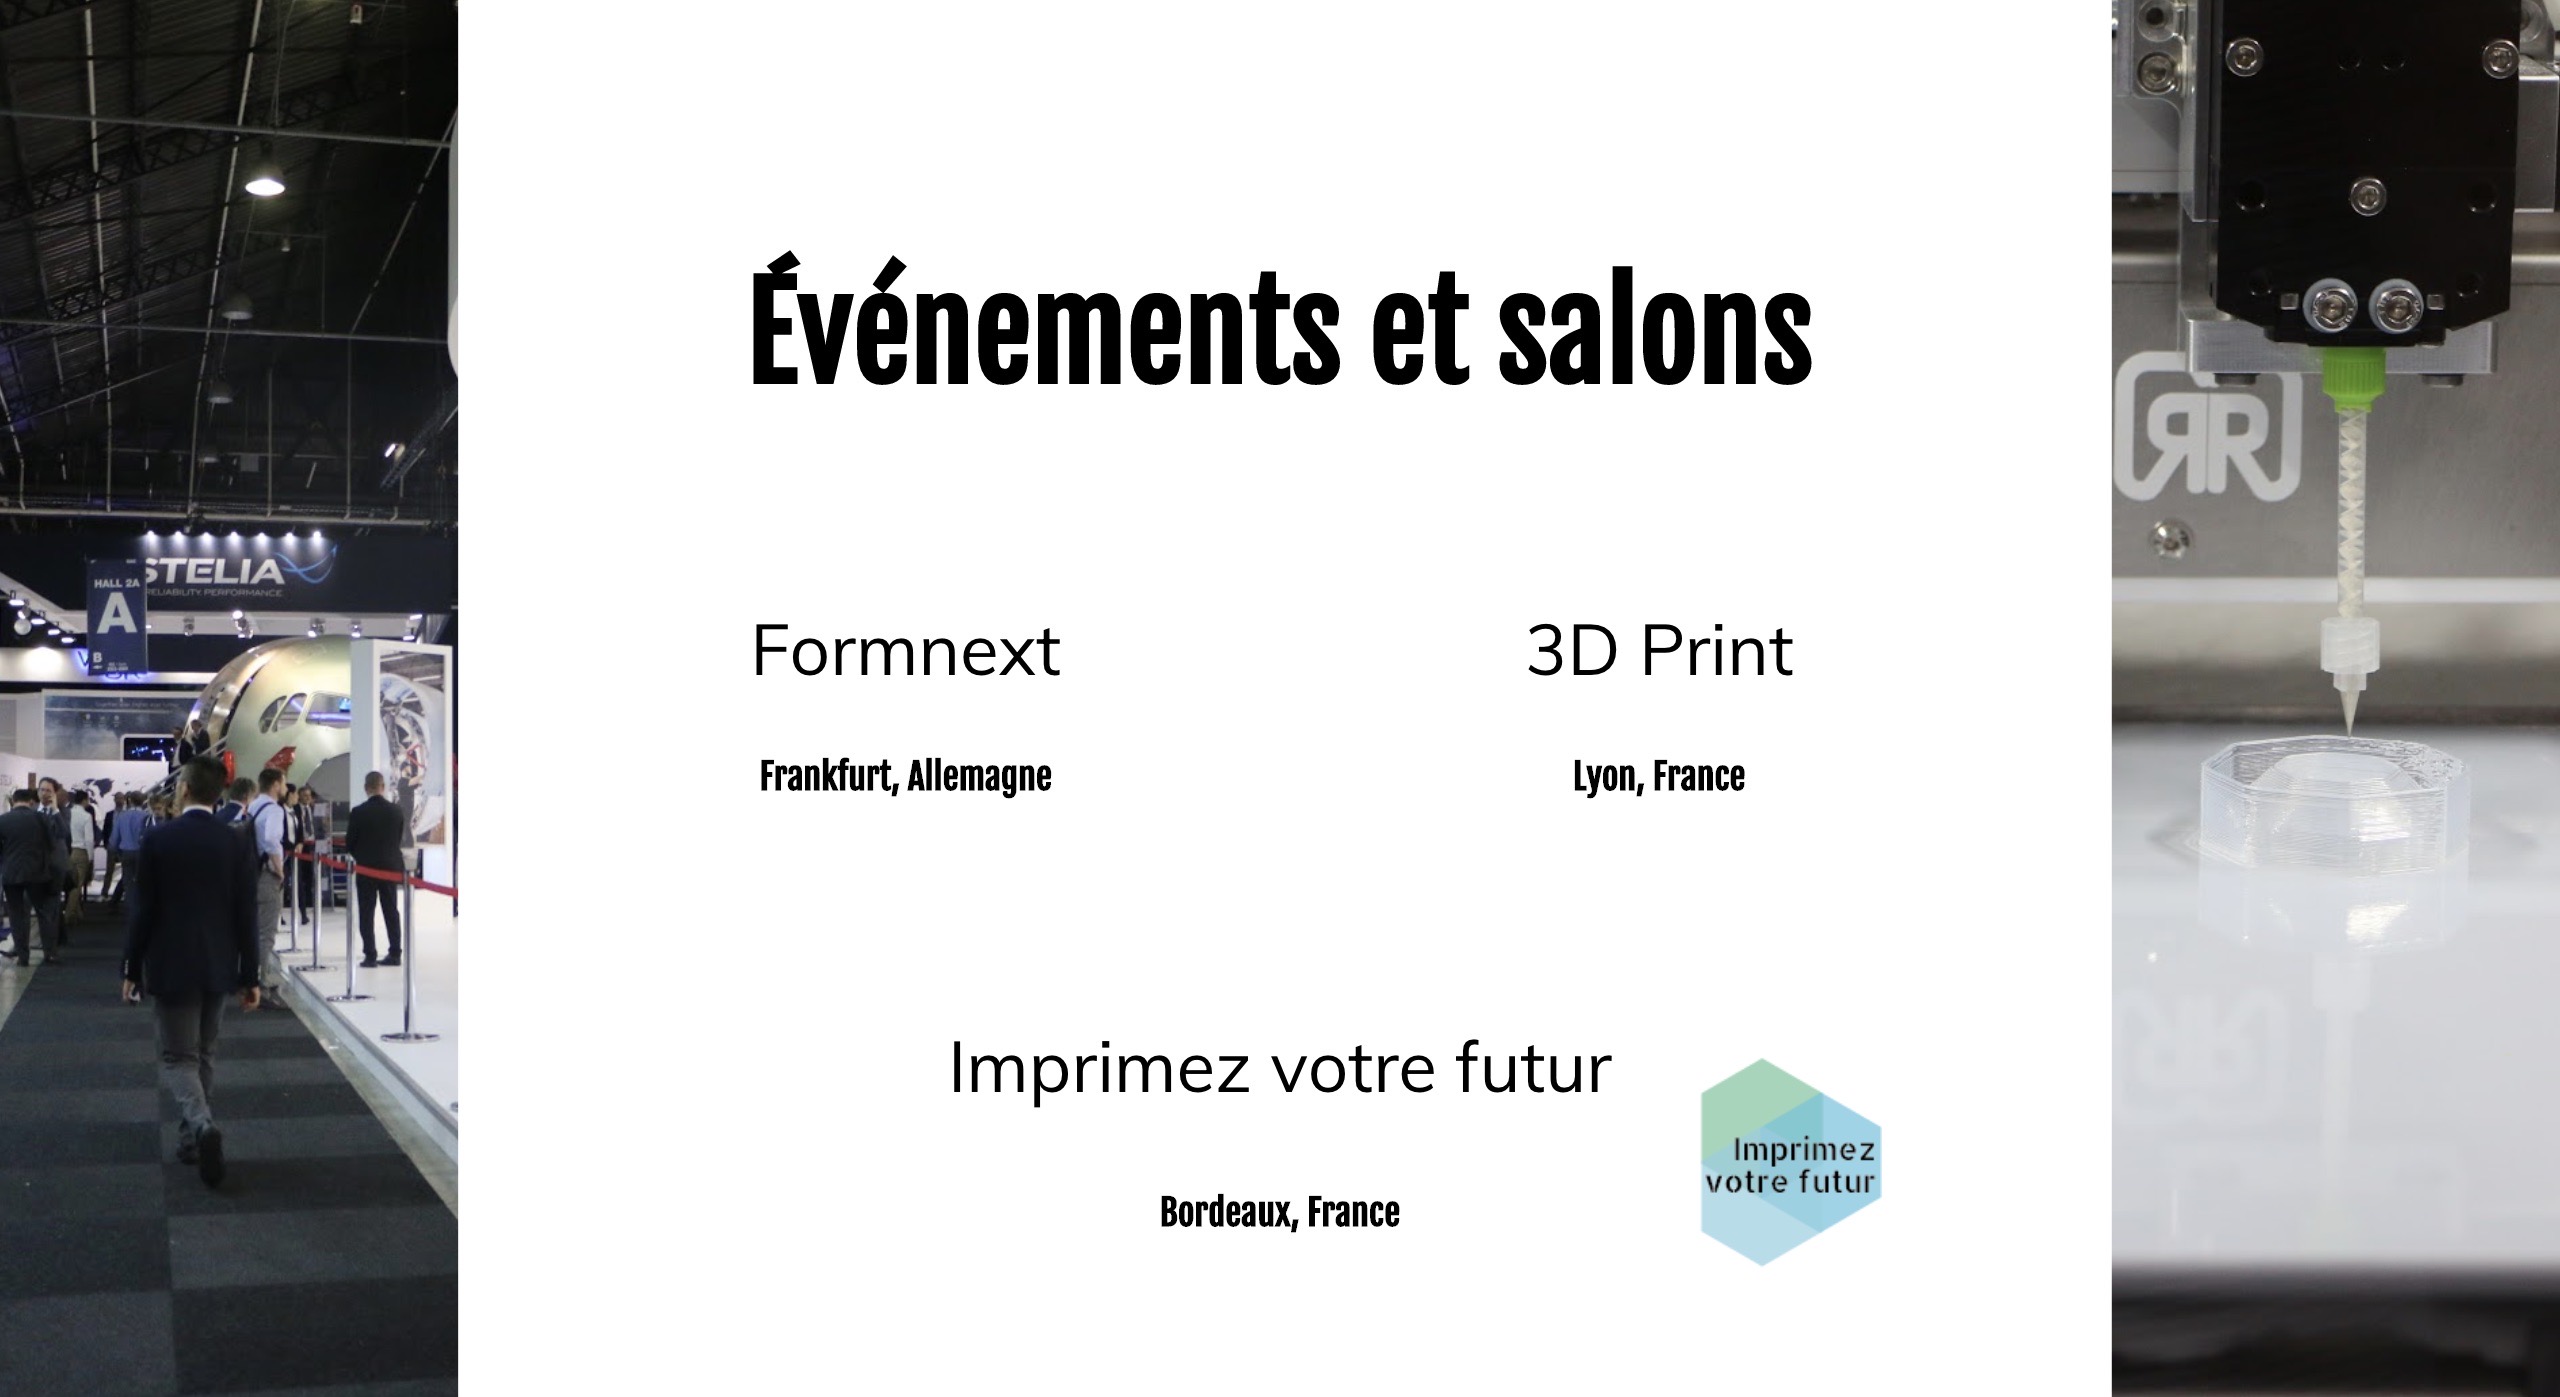 Événements et salons
Formnext
3D Print
Frankfurt, Allemagne
Lyon, France
Imprimez votre futur
Bordeaux, France
Imprimez
votre futur
STELIA
RELIABILITY. PERFORMANCE
HALL 2A
A
B
RR